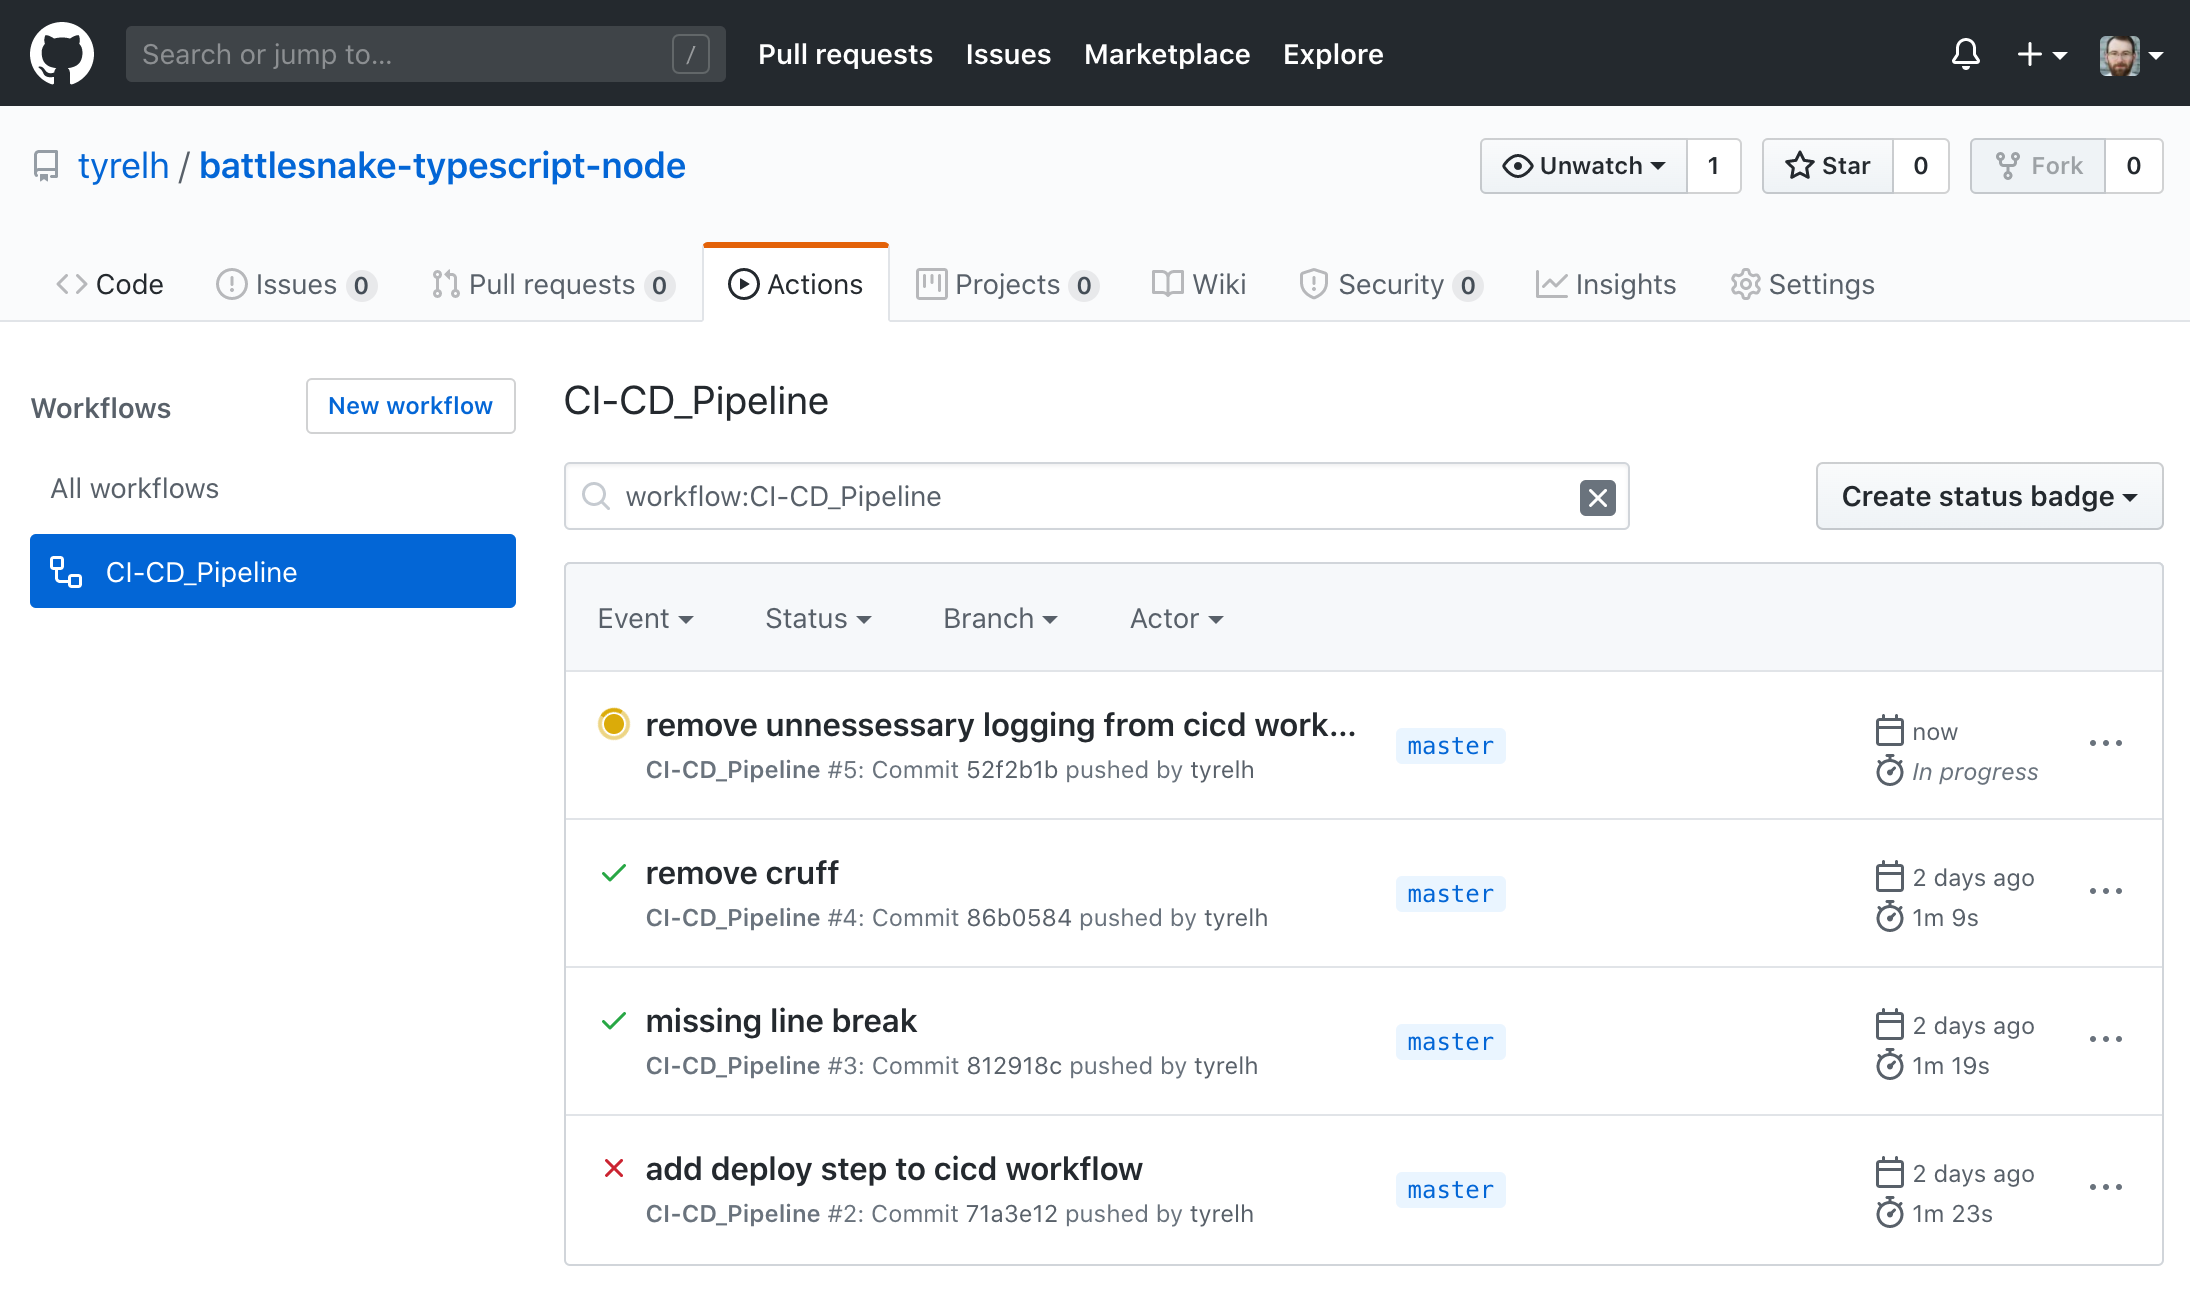 Search or jump to... /
Pull requests Issues Marketplace Explore
tyrelh / battlesnake-typescript-node
Unwatch 1 Star 0 Fork 0
Code Issues 0 Pull requests 0 Actions Projects 0 Wiki Security 0 Insights Settings
Workflows
New workflow
All workflows
CI-CD_Pipeline
CI-CD_Pipeline
workflow:CI-CD_Pipeline
Create status badge
Event Status Branch Actor
remove unnessessary logging from cicd work...
CI-CD_Pipeline #5: Commit 52f2b1b pushed by tyrelh
master
now
In progress
remove cruff
CI-CD_Pipeline #4: Commit 86b0584 pushed by tyrelh
master
2 days ago
1m 9s
missing line break
CI-CD_Pipeline #3: Commit 812918c pushed by tyrelh
master
2 days ago
1m 19s
add deploy step to cicd workflow
CI-CD_Pipeline #2: Commit 71a3e12 pushed by tyrelh
master
2 days ago
1m 23s